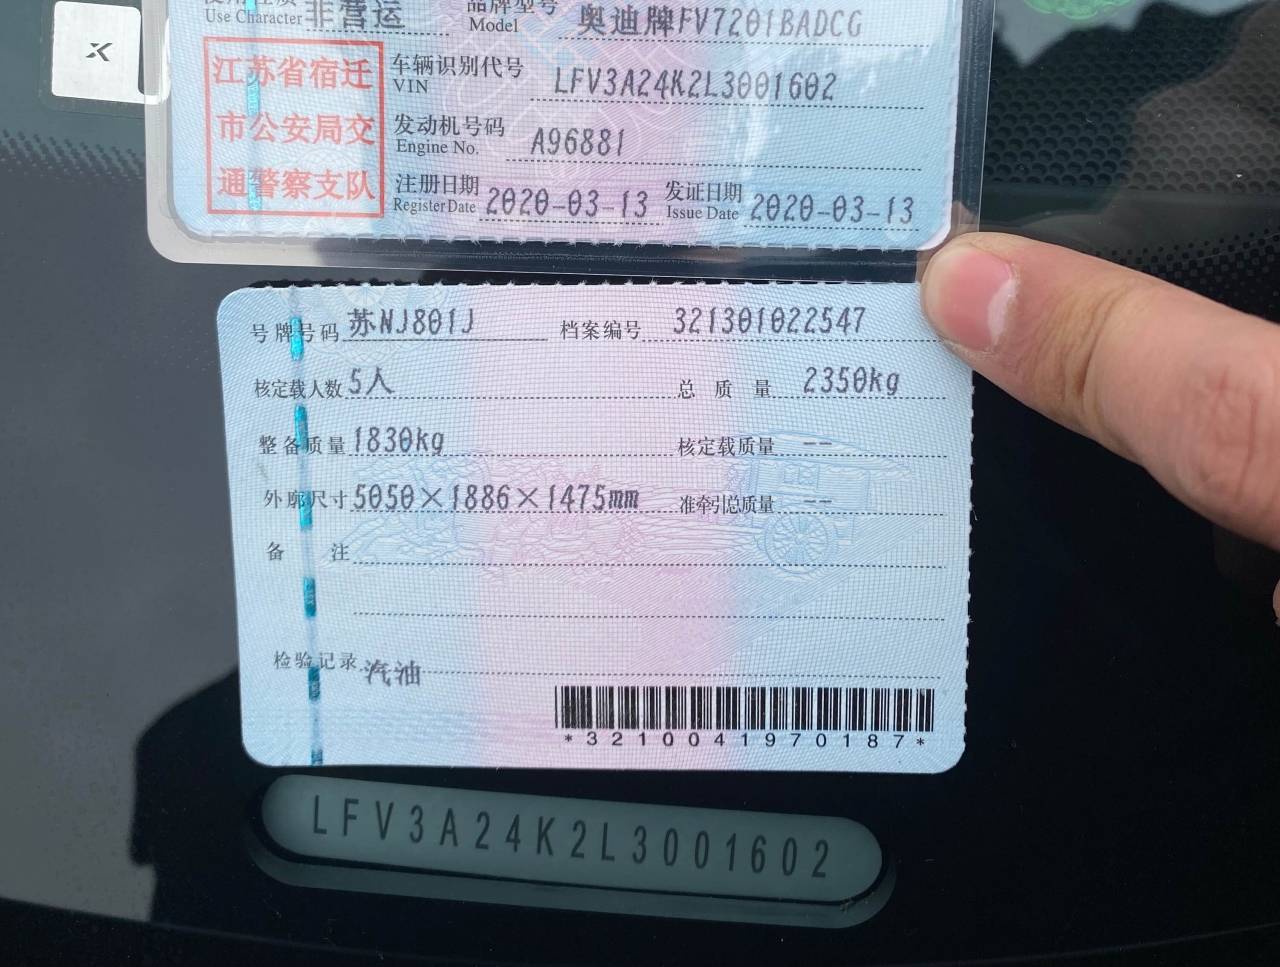 使用性质 非营运 品牌型号 奥迪牌FV7201BADCG
Use Character Model
江苏省宿迁
市公安局交
通警察支队
车辆识别代号 LFV3A24K2L3001602
VIN
发动机号码 A96881
Engine No.
注册日期 2020-03-13 发证日期 2020-03-13
Register Date Issue Date
号牌号码 苏NJ801J 档案编号 321301022547
核定载人数 5人 总质量 2350kg
整备质量 1830kg 核定载质量 --
外廓尺寸 5050×1886×1475mm 准牵引总质量 --
备注
检验记录 汽油
*3210041970187*
LFV3A24K2L3001602